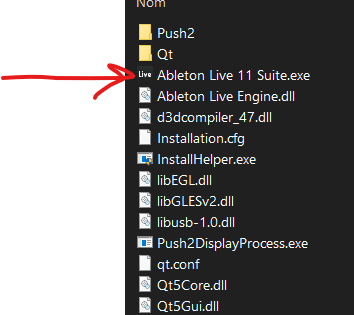 Nom
Push2
Qt
Live Ableton Live 11 Suite.exe
Ableton Live Engine.dll
d3dcompiler_47.dll
Installation.cfg
InstallHelper.exe
libEGL.dll
libGLESv2.dll
libusb-1.0.dll
Push2DisplayProcess.exe
qt.conf
Qt5Core.dll
Qt5Gui.dll